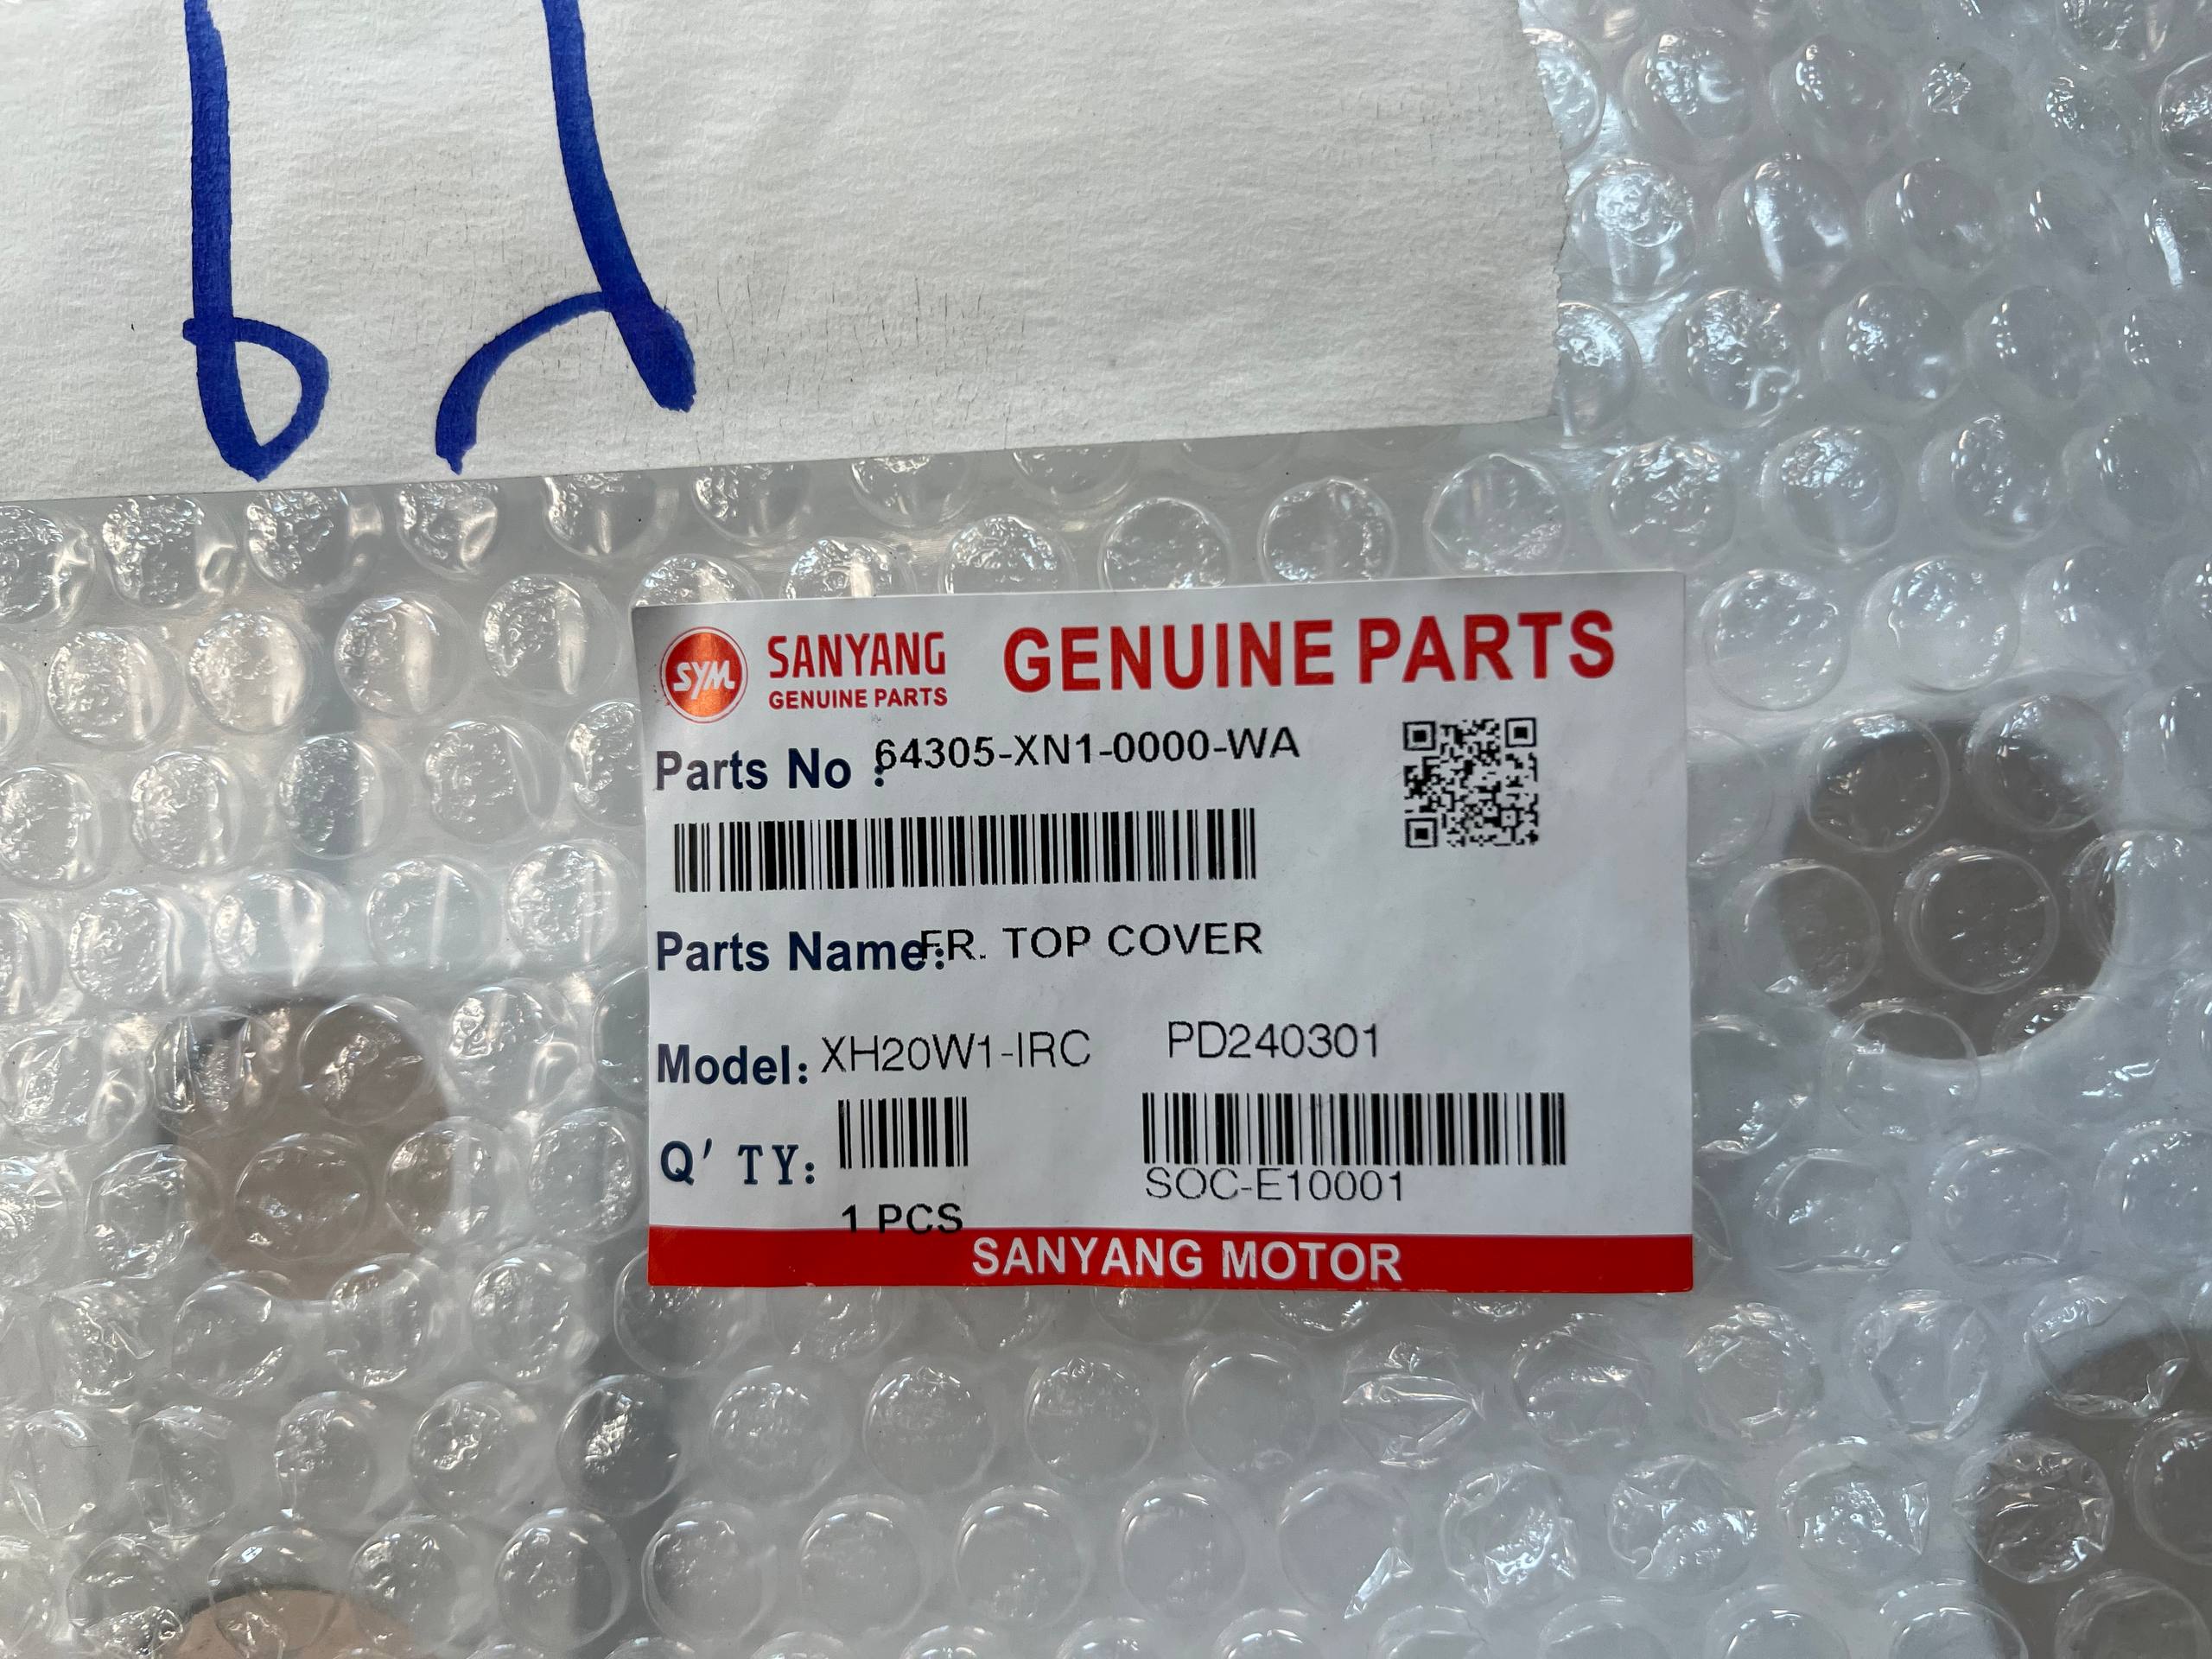 SYM SANYANG GENUINE PARTS
GENUINE PARTS
Parts No : 64305-XN1-0000-WA
Parts Name: FR. TOP COVER
Model: XH20W1-IRC PD240301
Q' TY:
1 PCS
SOC-E10001
SANYANG MOTOR